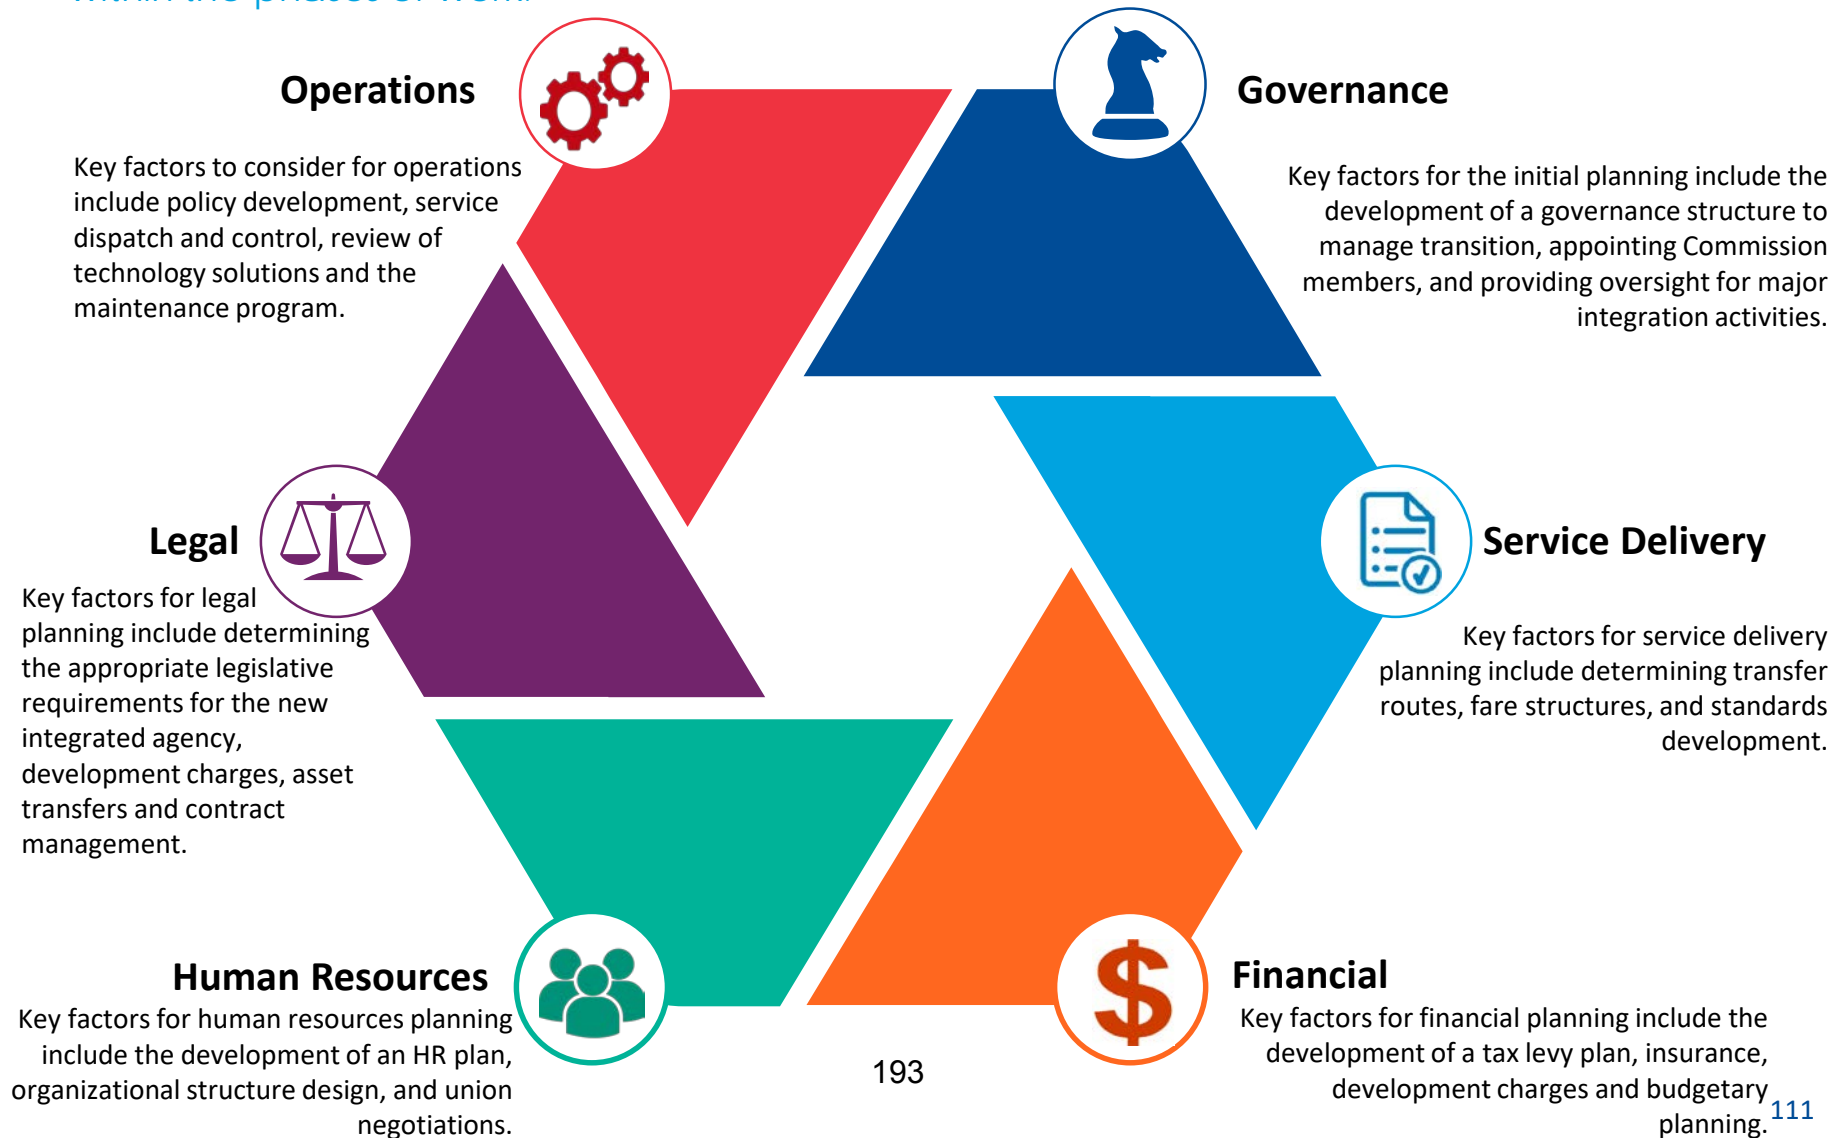 within the phases of work.
Operations
Key factors to consider for operations
include policy development, service
dispatch and control, review of
technology solutions and the
maintenance program.
Governance
Key factors for the initial planning include the
development of a governance structure to
manage transition, appointing Commission
members, and providing oversight for major
integration activities.
Legal
Key factors for legal
planning include determining
the appropriate legislative
requirements for the new
integrated agency,
development charges, asset
transfers and contract
management.
Service Delivery
Key factors for service delivery
planning include determining transfer
routes, fare structures, and standards
development.
Human Resources
Key factors for human resources planning
include the development of an HR plan,
organizational structure design, and union
negotiations.
Financial
Key factors for financial planning include the
development of a tax levy plan, insurance,
development charges and budgetary
planning.
193
111